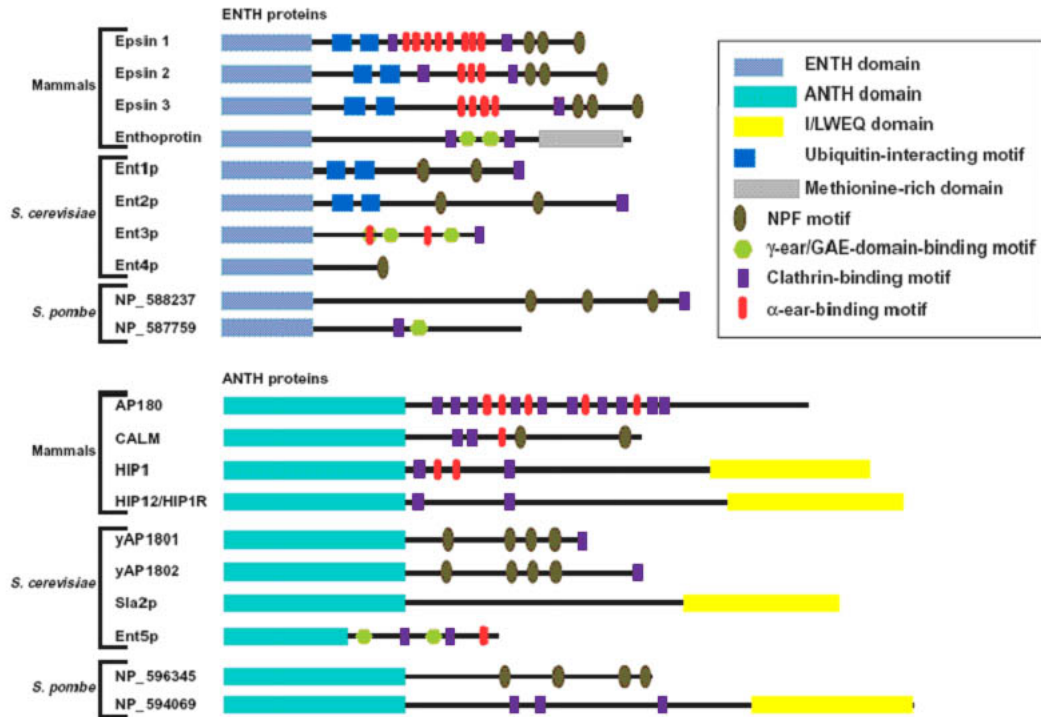 ENTH proteins
Mammals
Epsin 1
Epsin 2
Epsin 3
Enthoprotin
S. cerevisiae
Ent1p
Ent2p
Ent3p
Ent4p
S. pombe
NP_588237
NP_587759
ENTH domain
ANTH domain
I/LWEQ domain
Ubiquitin-interacting motif
Methionine-rich domain
NPF motif
γ-ear/GAE-domain-binding motif
Clathrin-binding motif
α-ear-binding motif
ANTH proteins
Mammals
AP180
CALM
HIP1
HIP12/HIP1R
S. cerevisiae
yAP1801
yAP1802
Sla2p
Ent5p
S. pombe
NP_596345
NP_594069